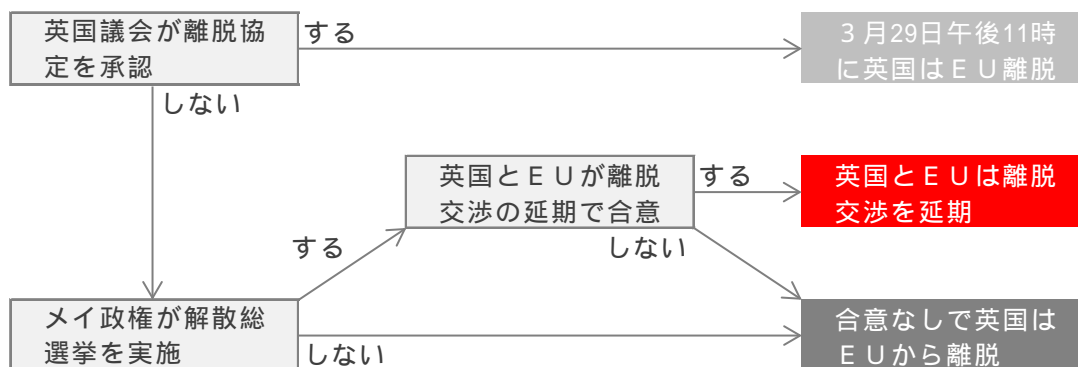 英国議会が離脱協
定を承認
する
３月29日午後11時
に英国はＥＵ離脱
しない
英国とＥＵが離脱
交渉の延期で合意
する
英国とＥＵは離脱
交渉を延期
する
しない
メイ政権が解散総
選挙を実施
しない
合意なしで英国は
ＥＵから離脱